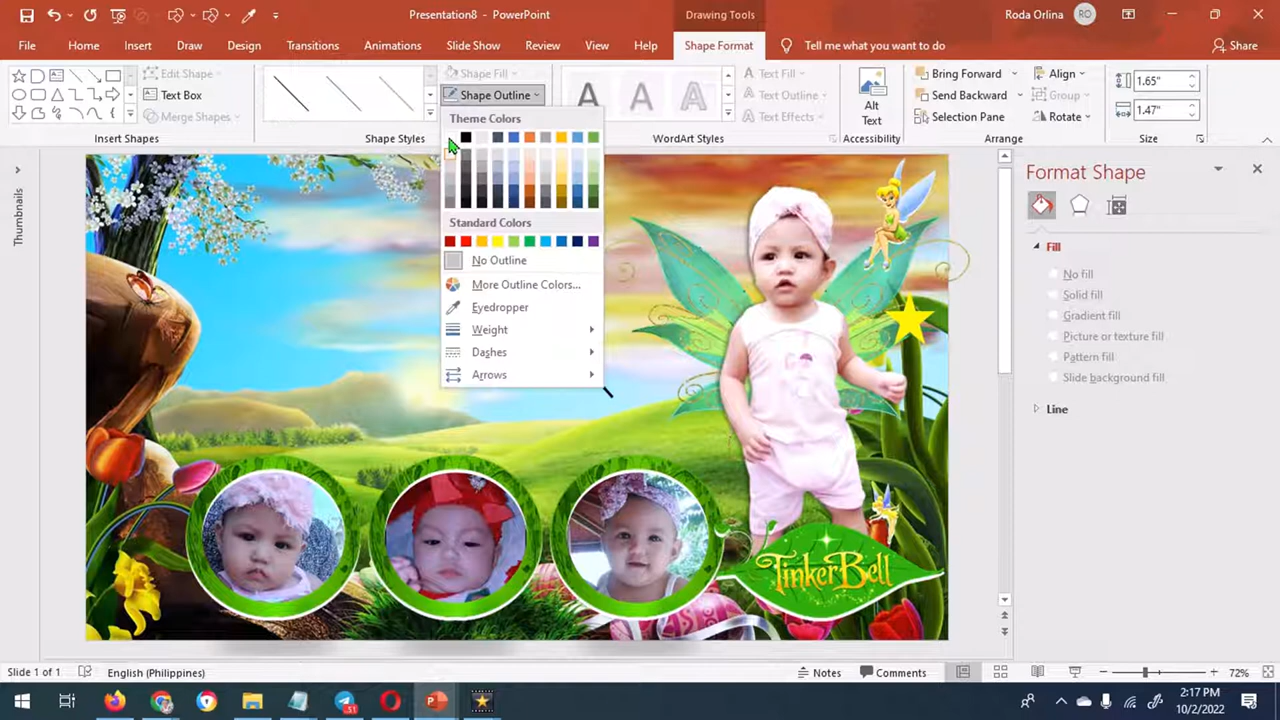 Presentation8 - PowerPoint
Drawing Tools
Roda Orlina
RO
File
Home
Insert
Draw
Design
Transitions
Animations
Slide Show
Review
View
Help
Shape Format
Tell me what you want to do
Share
Edit Shape
Text Box
Merge Shapes
Insert Shapes
Shape Fill
Shape Outline
Shape Styles
A A A
Text Fill
Text Outline
Text Effects
WordArt Styles
Alt
Text
Accessibility
Bring Forward
Send Backward
Selection Pane
Align
Group
Rotate
Arrange
1.65"
1.47"
Size
Theme Colors
Standard Colors
No Outline
More Outline Colors...
Eyedropper
Weight
Dashes
Arrows
Thumbnails
TinkerBell
Format Shape
Fill
No fill
Solid fill
Gradient fill
Picture or texture fill
Pattern fill
Slide background fill
Line
Slide 1 of 1
English (Philippines)
Notes
Comments
72%
31
2:17 PM
10/2/2022